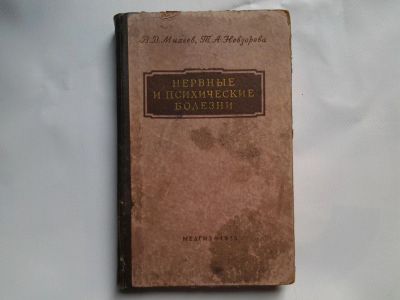 В. В. Михеев, Т. А. Невзорова
НЕРВНЫЕ
И ПСИХИЧЕСКИЕ
БОЛЕЗНИ
МЕДГИЗ